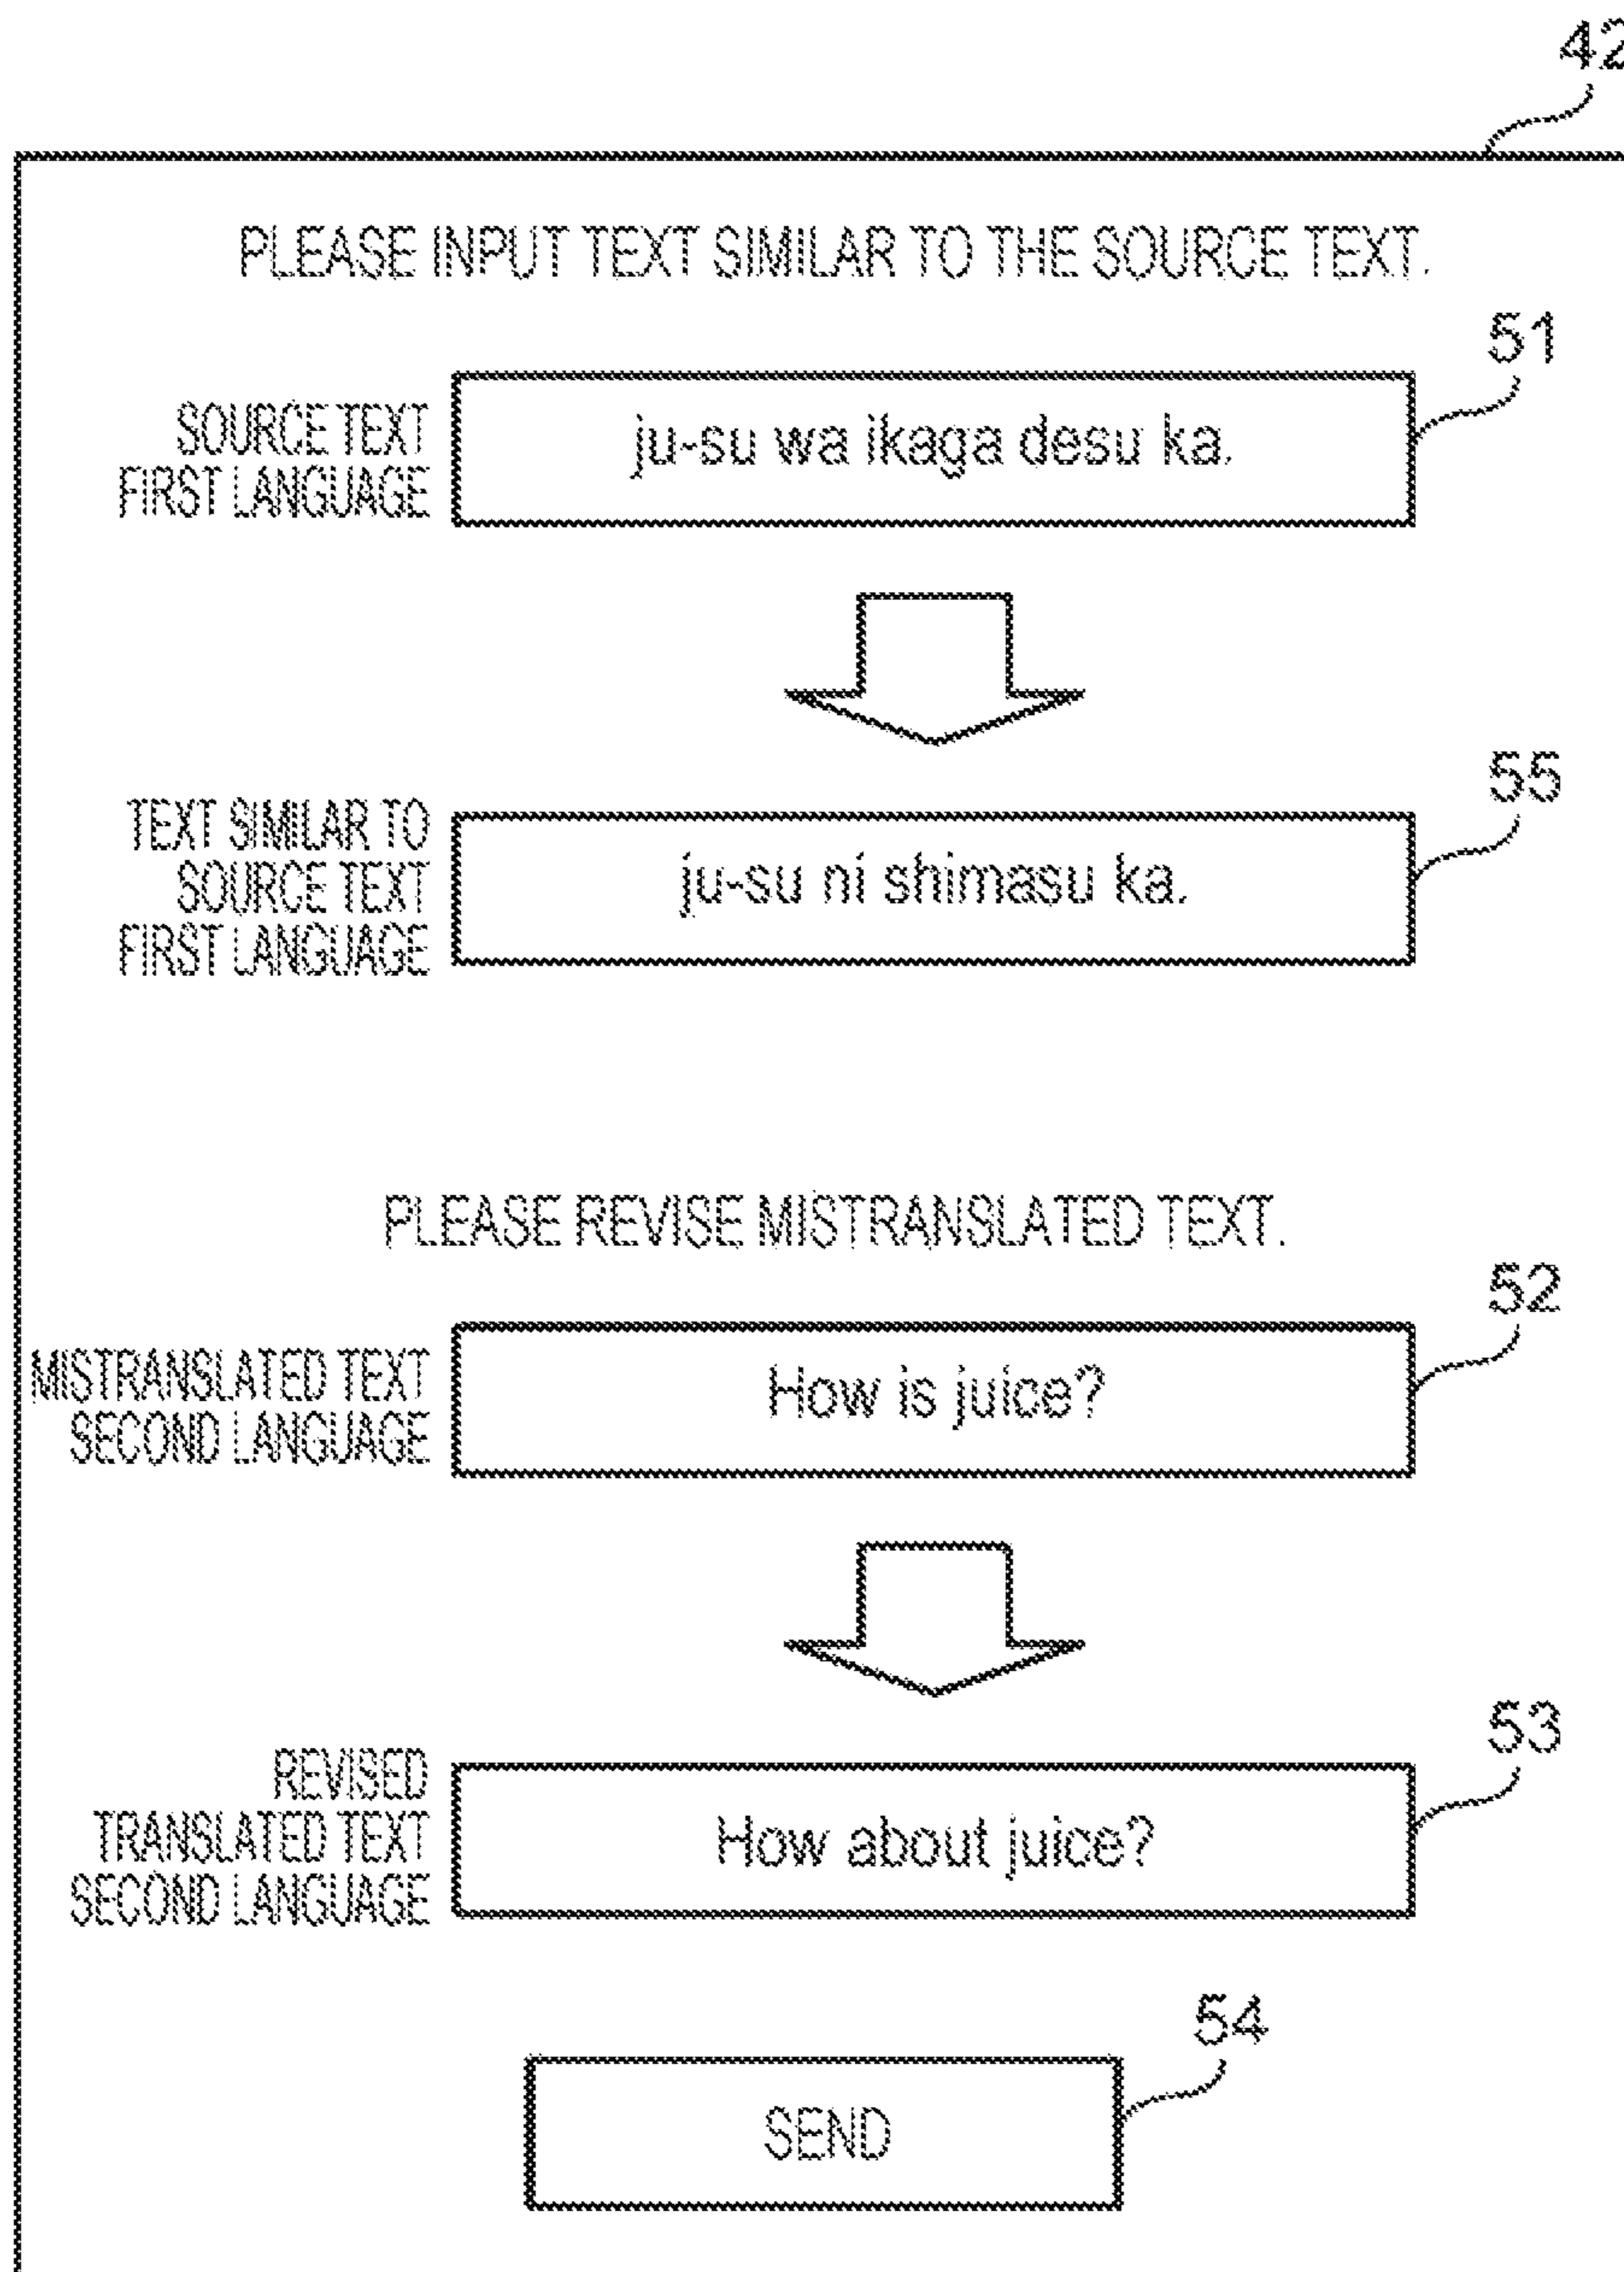 42
PLEASE INPUT TEXT SIMILAR TO THE SOURCE TEXT.
51
SOURCE TEXT
FIRST LANGUAGE
ju-su wa ikaga desu ka.
55
TEXT SIMILAR TO
SOURCE TEXT
FIRST LANGUAGE
ju-su ni shimasu ka.
PLEASE REVISE MISTRANSLATED TEXT.
52
MISTRANSLATED TEXT
SECOND LANGUAGE
How is juice?
53
REVISED
TRANSLATED TEXT
SECOND LANGUAGE
How about juice?
54
SEND